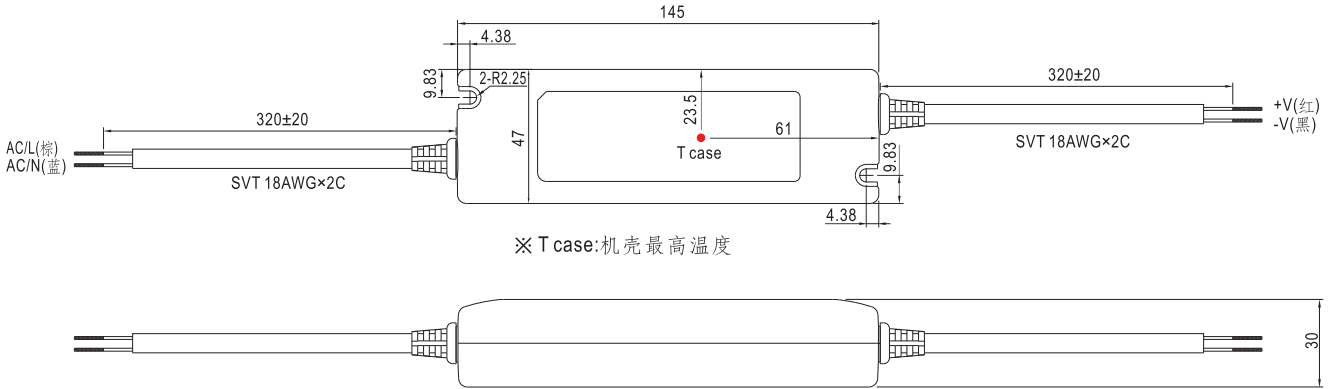 145
4.38
9.83
2-R2.25
320±20
320±20
+V(红)
-V(黑)
SVT 18AWG×2C
AC/L(棕)
AC/N(蓝)
SVT 18AWG×2C
47
23.5
61
T case
9.83
4.38
※ T case:机壳最高温度
30